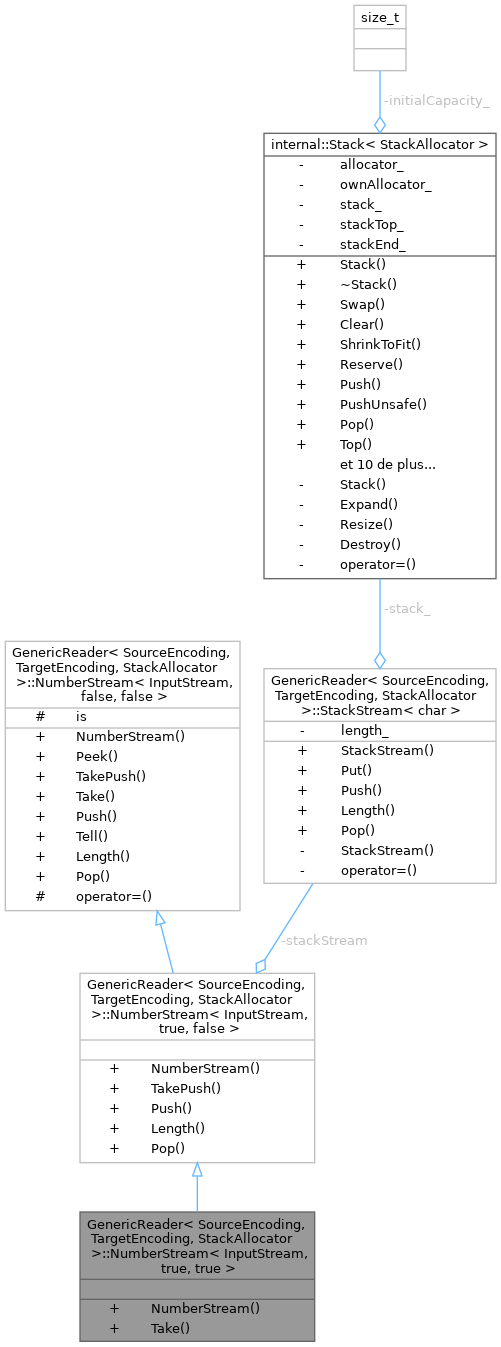 size_t
-initialCapacity_
internal::Stack< StackAllocator >
- allocator_
- ownAllocator_
- stack_
- stackTop_
- stackEnd_
+ Stack()
+ ~Stack()
+ Swap()
+ Clear()
+ ShrinkToFit()
+ Reserve()
+ Push()
+ PushUnsafe()
+ Pop()
+ Top()
et 10 de plus...
- Stack()
- Expand()
- Resize()
- Destroy()
- operator=()
-stack_
GenericReader< SourceEncoding,
TargetEncoding, StackAllocator
>::NumberStream< InputStream,
false, false >
# is
+ NumberStream()
+ Peek()
+ TakePush()
+ Take()
+ Push()
+ Tell()
+ Length()
+ Pop()
# operator=()
GenericReader< SourceEncoding,
TargetEncoding, StackAllocator
>::StackStream< char >
- length_
+ StackStream()
+ Put()
+ Push()
+ Length()
+ Pop()
- StackStream()
- operator=()
-stackStream
GenericReader< SourceEncoding,
TargetEncoding, StackAllocator
>::NumberStream< InputStream,
true, false >
+ NumberStream()
+ TakePush()
+ Push()
+ Length()
+ Pop()
GenericReader< SourceEncoding,
TargetEncoding, StackAllocator
>::NumberStream< InputStream,
true, true >
+ NumberStream()
+ Take()